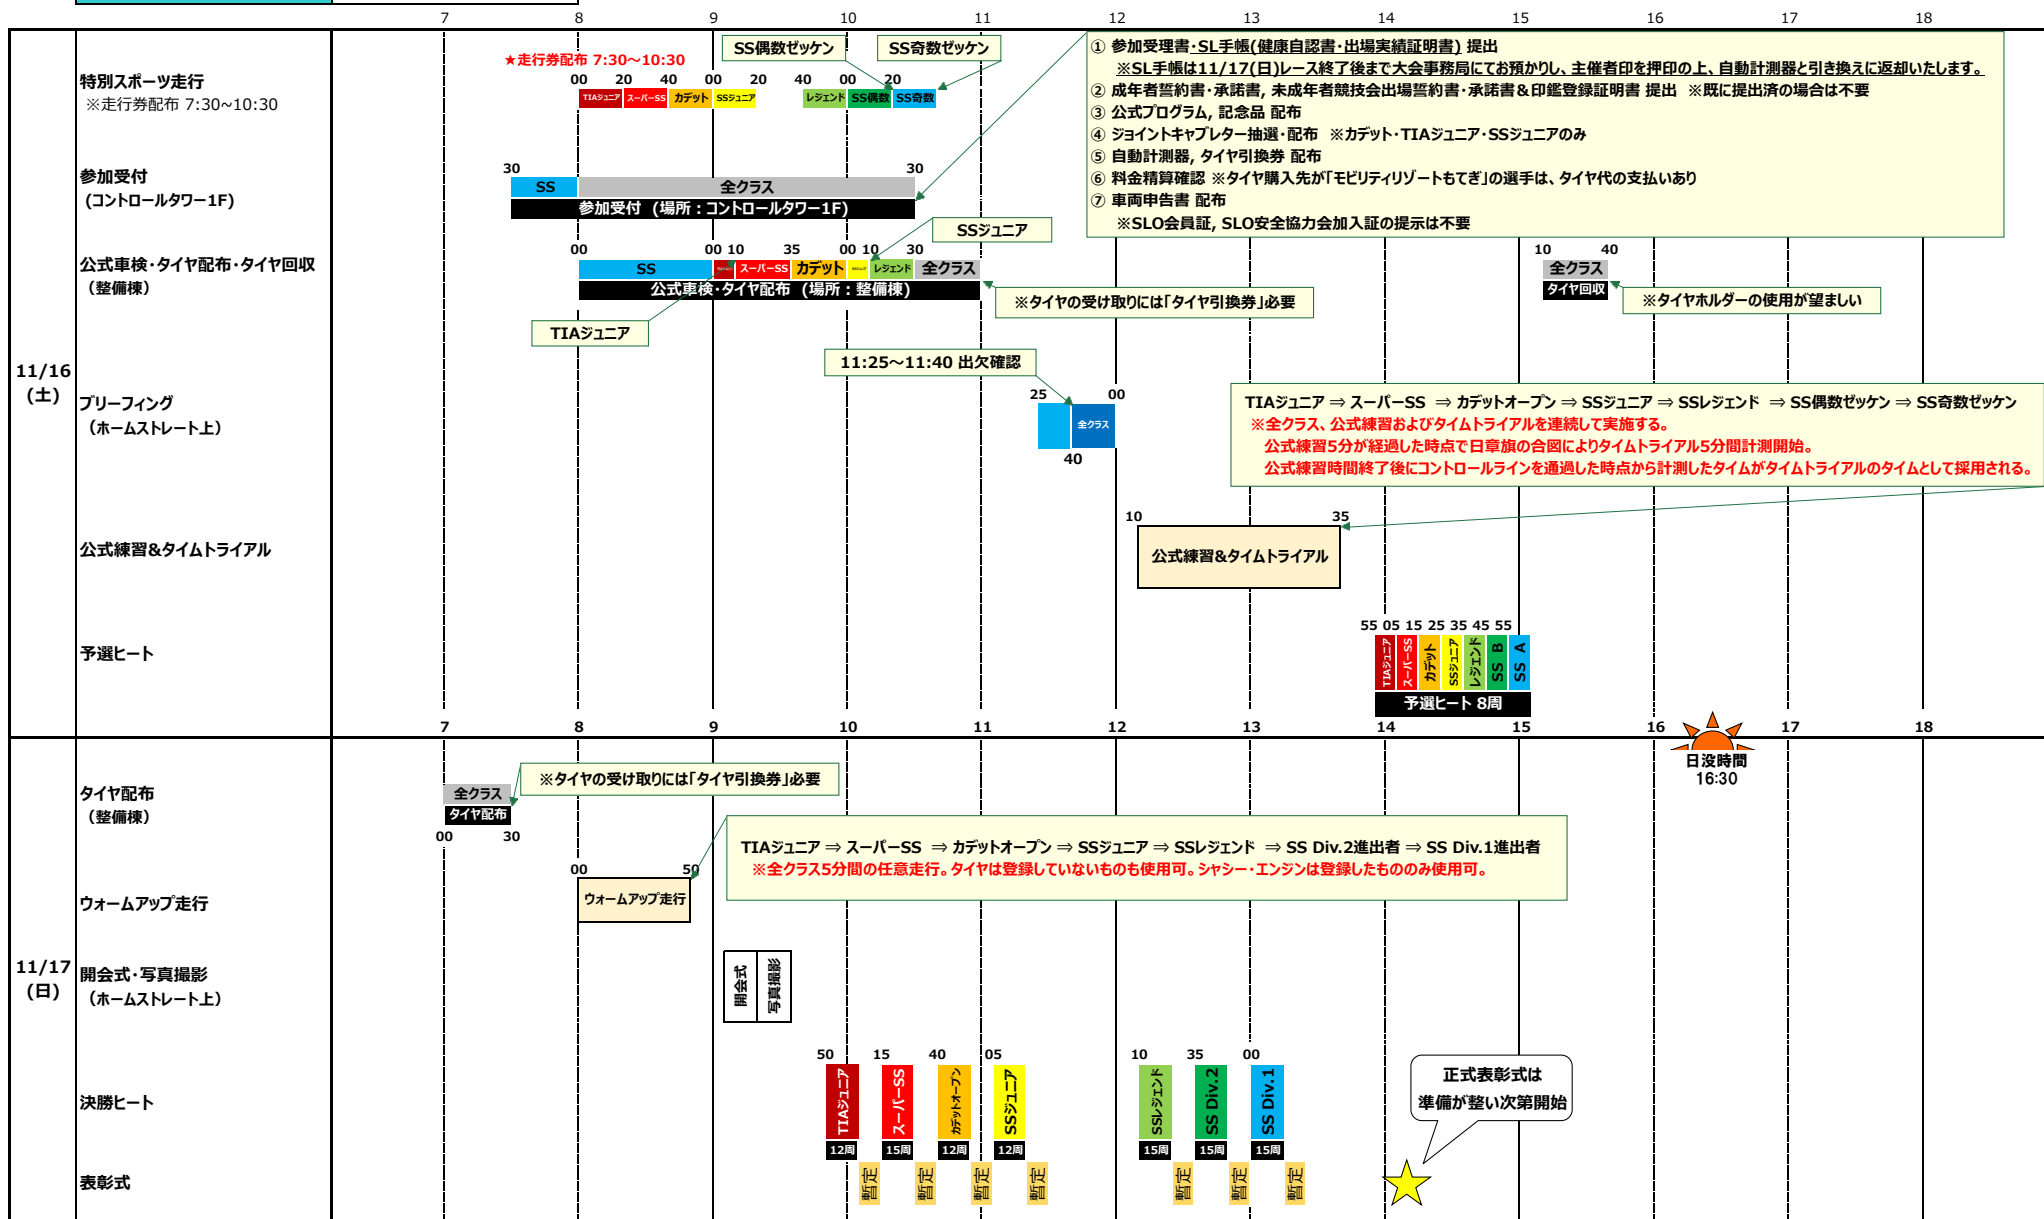 7 8 9 10 11 12 13 14 15 16 17 18
11/16
(土)
特別スポーツ走行
※走行券配布 7:30~10:30
★走行券配布 7:30～10:30
SS偶数ゼッケン
SS奇数ゼッケン
00 20 40 00 20 40 00 20
TIAジュニア スーパーSS カデット SSジュニア レジェンド SS偶数 SS奇数
① 参加受理書・SL手帳(健康自認書・出場実績証明書) 提出
※SL手帳は11/17(日)レース終了後まで大会事務局にてお預かりし、主催者印を押印の上、自動計測器と引き換えに返却いたします。
② 成年者誓約書・承諾書, 未成年者競技会出場誓約書・承諾書＆印鑑登録証明書 提出 ※既に提出済の場合は不要
③ 公式プログラム, 記念品 配布
④ ジョイントキャブレター抽選・配布 ※カデット・TIAジュニア・SSジュニアのみ
⑤ 自動計測器, タイヤ引換券 配布
⑥ 料金精算確認 ※タイヤ購入先が「モビリティリゾートもてぎ」の選手は、タイヤ代の支払いあり
⑦ 車両申告書 配布
※SLO会員証, SLO安全協力会加入証の提示は不要
参加受付
(コントロールタワー1F)
30 30
SS 全クラス
参加受付 (場所：コントロールタワー1F)
SSジュニア
公式車検・タイヤ配布・タイヤ回収
(整備棟)
00 00 10 35 00 10 30
SS スーパーSS カデット レジェンド 全クラス
公式車検・タイヤ配布 (場所：整備棟)
TIAジュニア
※タイヤの受け取りには「タイヤ引換券」必要
10 40
全クラス
タイヤ回収
※タイヤホルダーの使用が望ましい
ブリーフィング
(ホームストレート上)
11:25～11:40 出欠確認
25 00
全クラス
40
TIAジュニア ⇒ スーパーSS ⇒ カデットオープン ⇒ SSジュニア ⇒ SSレジェンド ⇒ SS偶数ゼッケン ⇒ SS奇数ゼッケン
※全クラス、公式練習およびタイムトライアルを連続して実施する。
公式練習5分が経過した時点で日章旗の合図によりタイムトライアル5分間計測開始。
公式練習時間終了後にコントロールラインを通過した時点から計測したタイムがタイムトライアルのタイムとして採用される。
公式練習&タイムトライアル
10 35
公式練習&タイムトライアル
予選ヒート
55 05 15 25 35 45 55
TIAジュニア スーパーSS カデット SSジュニア レジェンド SS B SS A
予選ヒート 8周
7 8 9 10 11 12 13 14 15 16 17 18
日没時間
16:30
11/17
(日)
タイヤ配布
(整備棟)
全クラス
タイヤ配布
00 30
※タイヤの受け取りには「タイヤ引換券」必要
ウォームアップ走行
00 50
ウォームアップ走行
TIAジュニア ⇒ スーパーSS ⇒ カデットオープン ⇒ SSジュニア ⇒ SSレジェンド ⇒ SS Div.2進出者 ⇒ SS Div.1進出者
※全クラス5分間の任意走行。タイヤは登録していないものも使用可。シャシー・エンジンは登録したもののみ使用可。
開会式・写真撮影
(ホームストレート上)
開会式 写真撮影
決勝ヒート
50 15 40 05 10 35 00
TIAジュニア スーパーSS カデットオープン SSジュニア SSレジェンド SS Div.2 SS Div.1
12周 15周 12周 12周 15周 15周 15周
正式表彰式は
準備が整い次第開始
表彰式
暫定 暫定 暫定 暫定 暫定 暫定 暫定